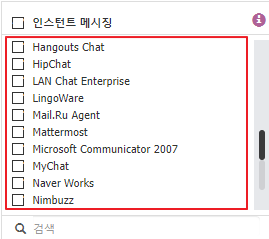 인스턴트 메시징
Hangouts Chat
HipChat
LAN Chat Enterprise
LingoWare
Mail.Ru Agent
Mattermost
Microsoft Communicator 2007
MyChat
Naver Works
Nimbuzz
검색